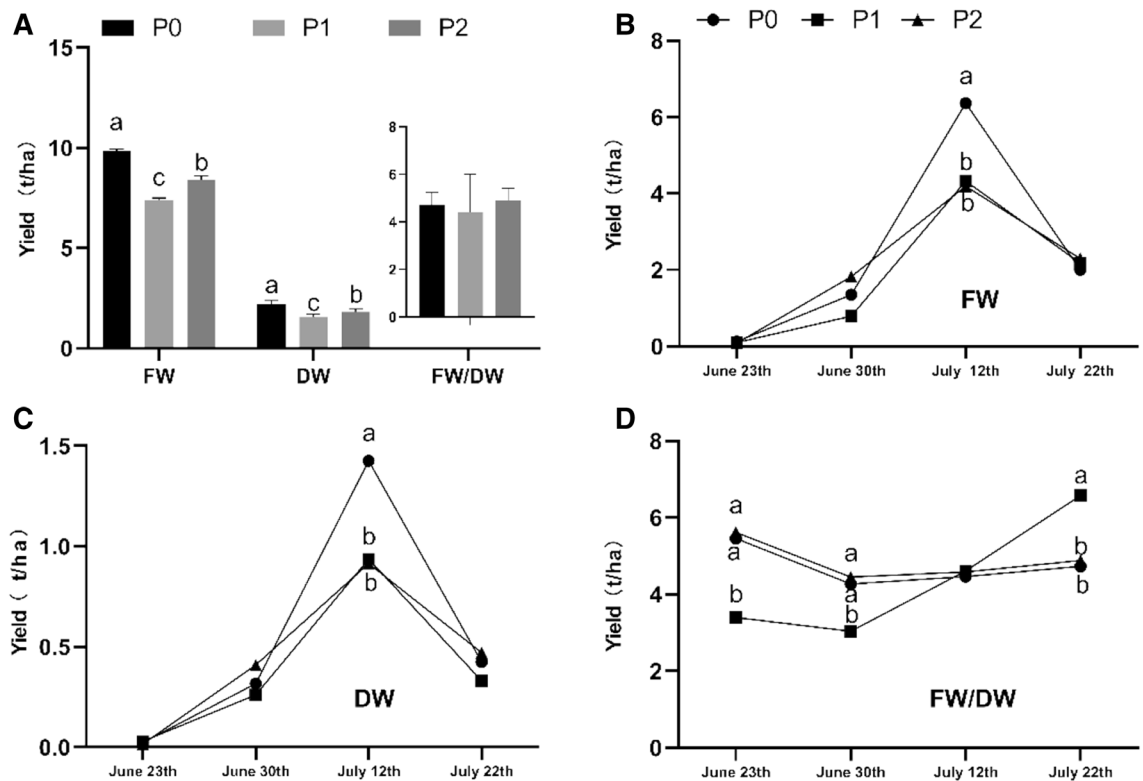 A P0 P1 P2
15
10
5
0
Yield （t/ha）
a
c
b
a
c
b
8
6
4
2
0
FW DW FW/DW
B P0 P1 P2
8
6
4
2
0
Yield （t/ha）
a
b
b
FW
June 23th June 30th July 12th July 22th
C
1.5
1.0
0.5
0.0
Yield （ t/ha）
a
b
b
DW
June 23th June 30th July 12th July 22th
D
8
6
4
2
0
Yield （t/ha）
a
a
b
a
a
b
a
b
b
FW/DW
June 23th June 30th July 12th July 22th